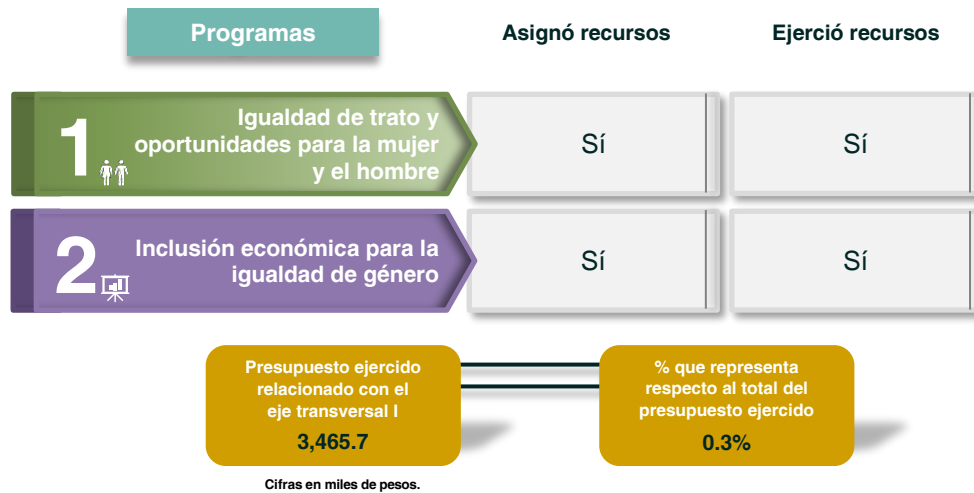 Programas
Asignó recursos
Ejerció recursos
1
Igualdad de trato y
oportunidades para la mujer
y el hombre
Sí
Sí
2
Inclusión económica para la
igualdad de género
Sí
Sí
Presupuesto ejercido
relacionado con el
eje transversal I
3,465.7
% que representa
respecto al total del
presupuesto ejercido
0.3%
Cifras en miles de pesos.